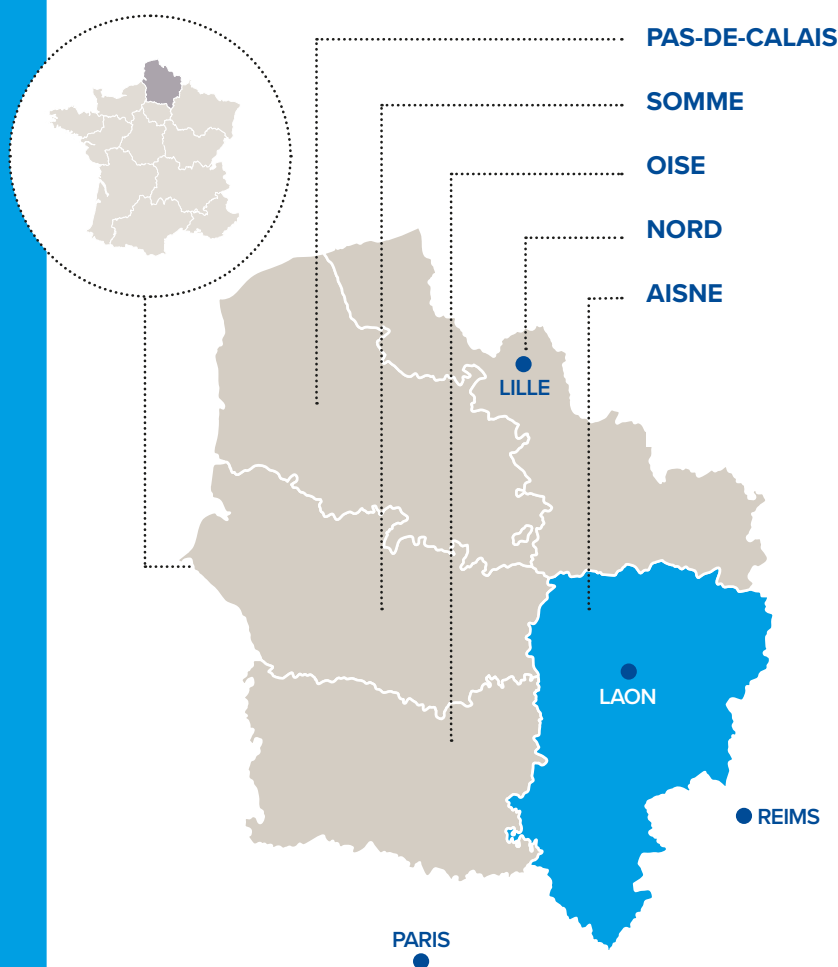 PAS-DE-CALAIS
SOMME
OISE
NORD
AISNE
LILLE
LAON
REIMS
PARIS